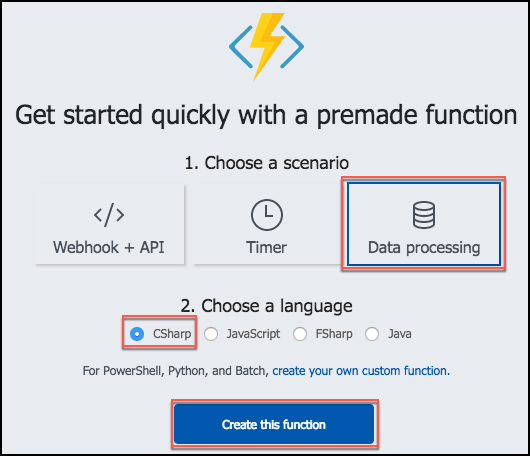 Get started quickly with a premade function
1. Choose a scenario
Webhook + API
Timer
Data processing
2. Choose a language
CSharp
JavaScript
FSharp
Java
For PowerShell, Python, and Batch, create your own custom function.
Create this function